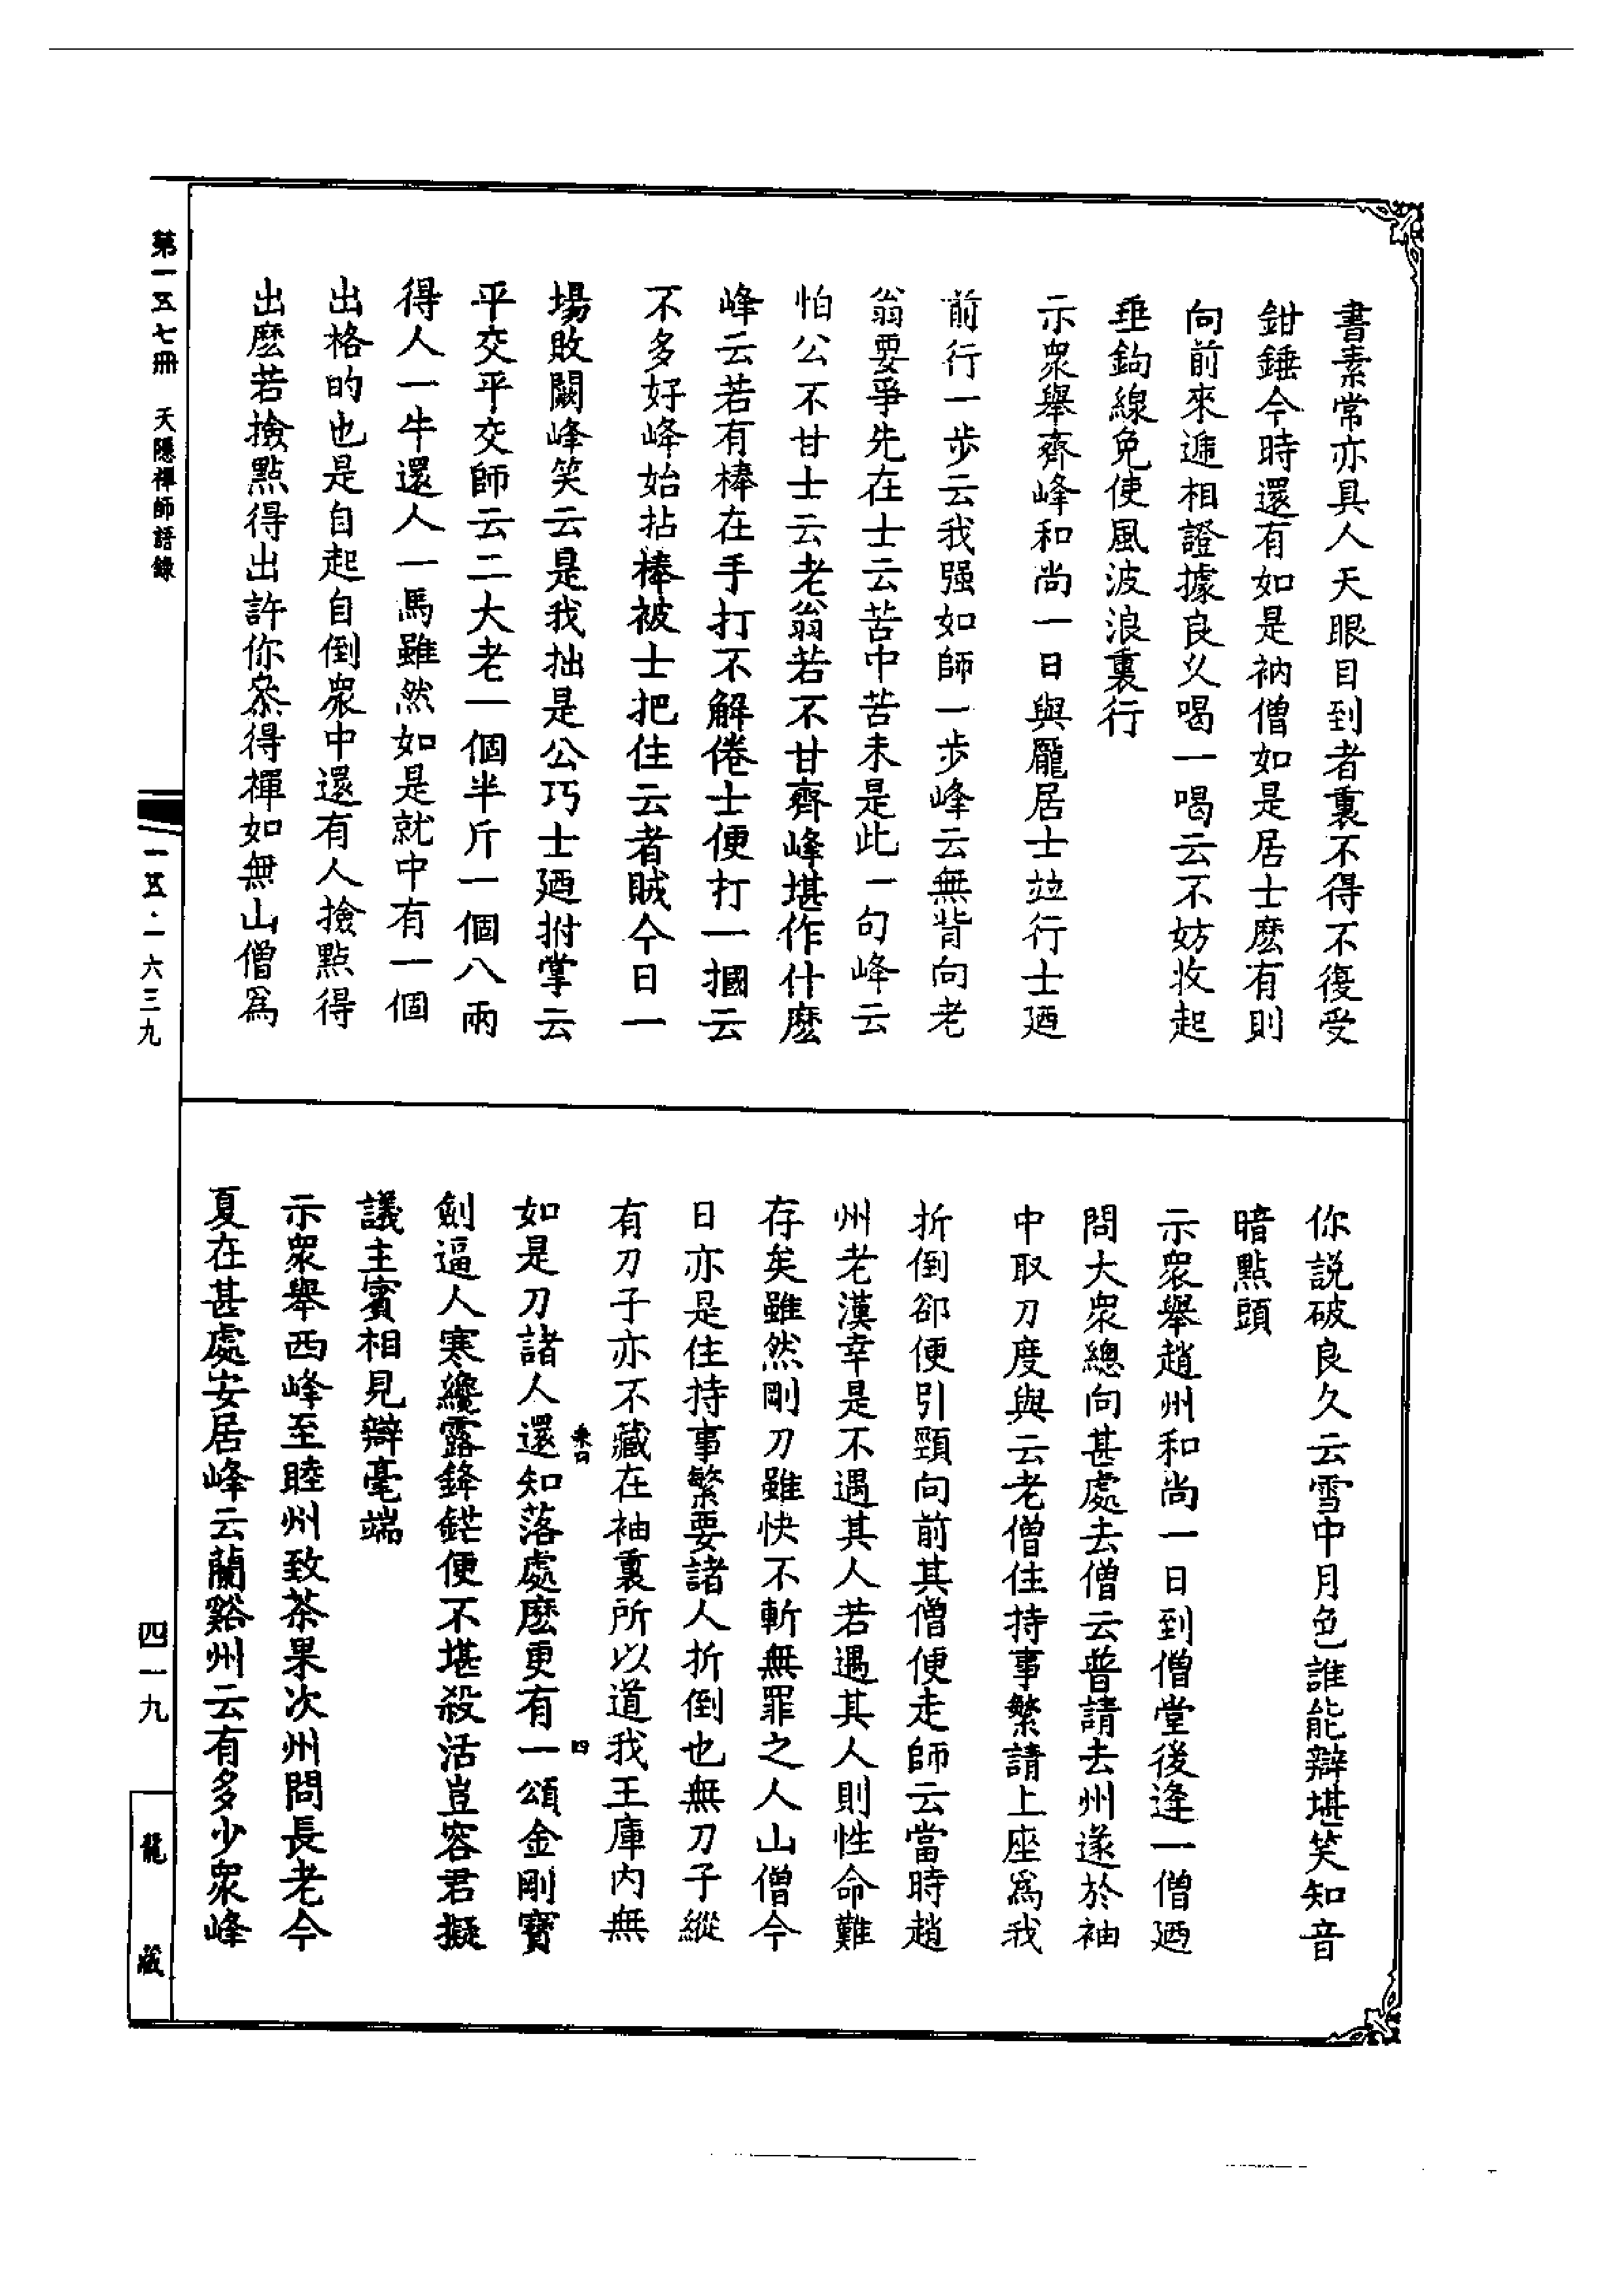 書素常亦具人天眼目到者裏不得不復受
鉗錘今時還有如是衲僧如是居士麽有則
向前來遞相證據良乆喝一喝云不妨收起
垂鈎線免使風波浪裏行
示眾舉齊峰和尚一日與龐居士竝行士廼
前行一步云我强如師一步峰云無背向老
翁要爭先在士云苦中苦未是此一句峰云
怕公不甘士云老翁若不甘齊峰堪作什麽
峰云若有棒在手打不解倦士便打一摑云
不多好峰始拈棒被士把住云者賊今日一
場敗闕峰笑云是我拙是公巧士廼拊掌云
平交平交師云二大老一個半斤一個八兩
得人一牛還人一馬雖然如是就中有一個
出格的也是自起自倒眾中還有人撿點得
出麽若撿點得出許你叅得禪如無山僧爲
你説破良久云雪中月色誰能辯堪笑知音
暗點頭
示眾舉趙州和尚一日到僧堂後逢一僧廼
問大衆總向甚處去僧云普請去州遂於袖
中取刀度與云老僧住持事繁請上座爲我
折倒卻便引頸向前其僧便走師云當時趙
州老漢幸是不遇其人若遇其人則性命難
存矣雖然剛刀雖快不斬無罪之人山僧今
日亦是住持事繁要諸人折倒也無刀子縱
有刀子亦不藏在袖裏所以道我王庫內無
如是刀諸人還知落處麽更有一頌金剛寶
劍逼人寒纔露鋒鋩便不堪殺活豈容君擬
議主賓相見辯毫端
示眾舉西峰至睦州致茶果次州問長老今
夏在甚處安居峰云蘭谿州云有多少眾峰
第一五七冊 天隱禪師語錄
一五·一六三九
四一九
龍藏
四